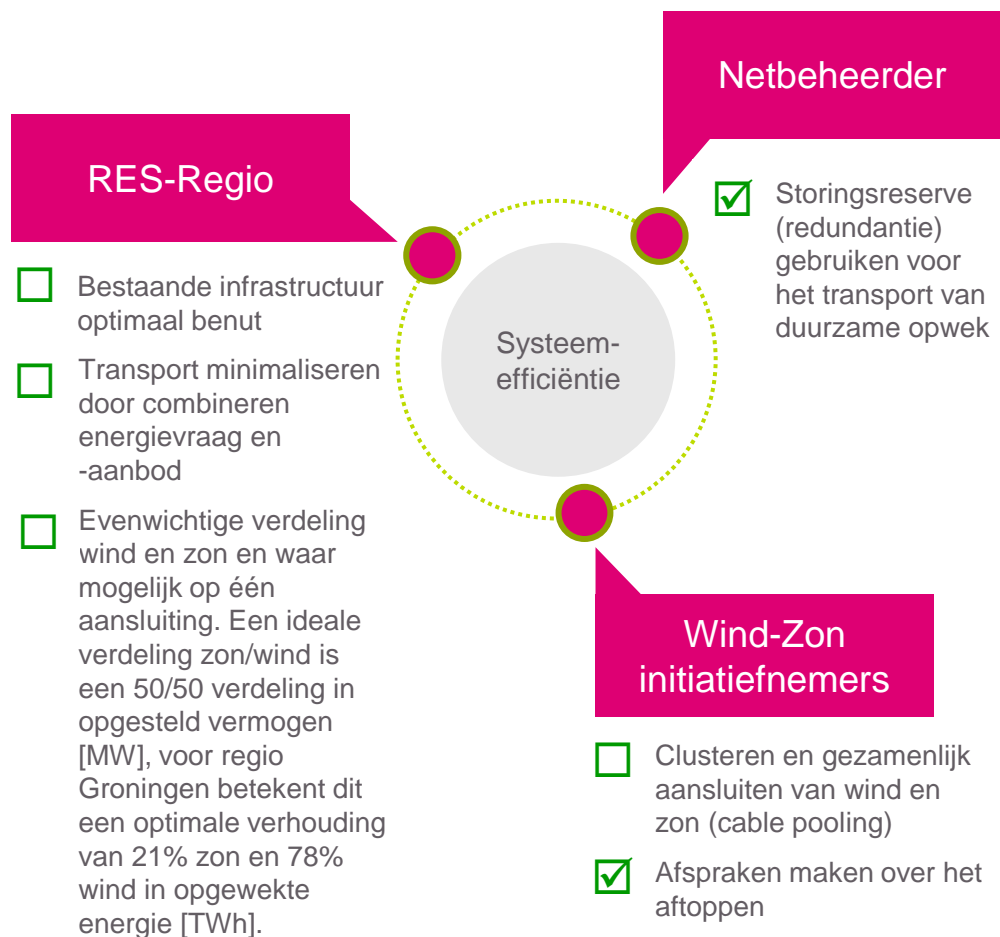 Netbeheerder
Storingsreserve
(redundantie)
gebruiken voor
het transport van
duurzame opwek
RES-Regio
Bestaande infrastructuur
optimaal benut
Transport minimaliseren
door combineren
energievraag en
-aanbod
Evenwichtige verdeling
wind en zon en waar
mogelijk op één
aansluiting. Een ideale
verdeling zon/wind is
een 50/50 verdeling in
opgesteld vermogen
[MW], voor regio
Groningen betekent dit
een optimale verhouding
van 21% zon en 78%
wind in opgewekte
energie [TWh].
Systeem-
efficiëntie
Wind-Zon
initiatiefnemers
Clusteren en gezamenlijk
aansluiten van wind en
zon (cable pooling)
Afspraken maken over het
aftoppen